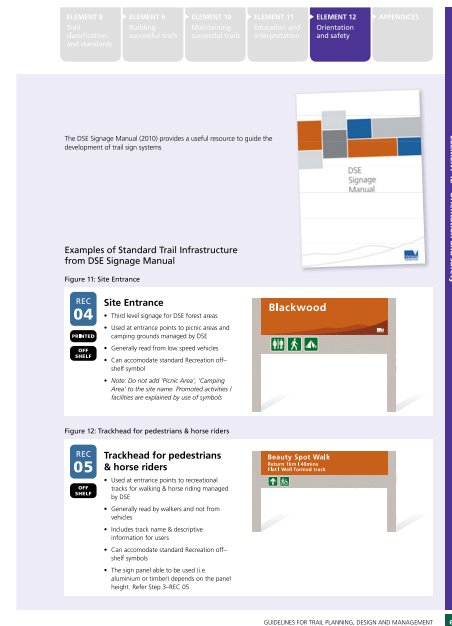 ELEMENT 8
Trail
classification
and standards
ELEMENT 9
Building
successful trails
ELEMENT 10
Maintaining
successful trails
ELEMENT 11
Education and
interpretation
ELEMENT 12
Orientation
and safety
APPENDICES
The DSE Signage Manual (2010) provides a useful resource to guide the
development of trail sign systems
DSE
Signage
Manual
Examples of Standard Trail Infrastructure
from DSE Signage Manual
Figure 11: Site Entrance
REC
04
PRINTED
OFF
SHELF
Site Entrance
• Third level signage for DSE forest areas
• Used at entrance points to picnic areas and
camping grounds managed by DSE
• Generally read from low speed vehicles
• Can accomodate standard Recreation off–
shelf symbol
• Note: Do not add ‘Picnic Area’, ‘Camping
Area’ to the site name. Promoted activities /
facilities are explained by use of symbols
Blackwood
Figure 12: Trackhead for pedestrians & horse riders
REC
05
OFF
SHELF
Trackhead for pedestrians
& horse riders
• Used at entrance points to recreational
tracks for walking & horse riding managed
by DSE
• Generally read by walkers and not from
vehicles
• Includes track name & descriptive
information for users
• Can accomodate standard Recreation off–
shelf symbols
• The sign panel able to be used (i.e.
aluminium or timber) depends on the panel
height. Refer Step 3–REC 05
Beauty Spot Walk
Return 1km | 40mins
Flat | Well formed track
GUIDELINES FOR TRAIL PLANNING, DESIGN AND MANAGEMENT